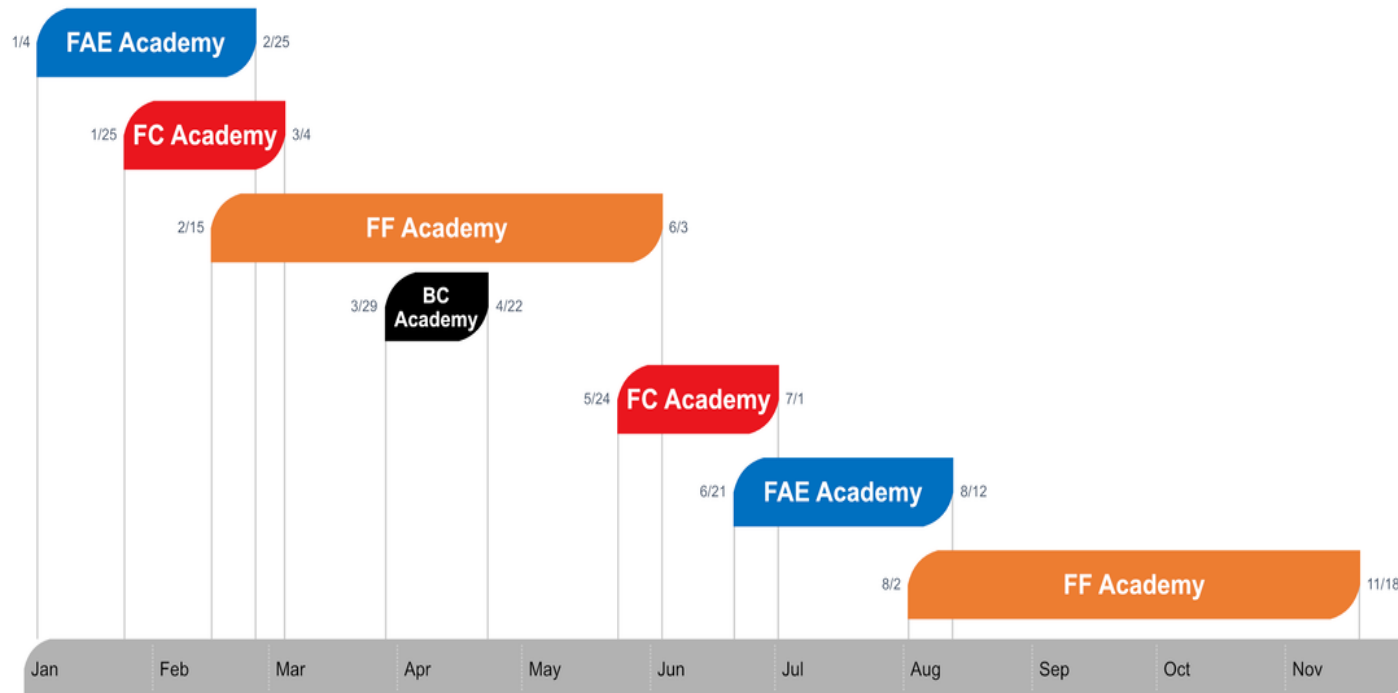 1/4 FAE Academy 2/25
1/25 FC Academy 3/4
2/15 FF Academy 6/3
BC
3/29 Academy 4/22
5/24 FC Academy 7/1
6/21 FAE Academy 8/12
8/2 FF Academy 11/18
Jan Feb Mar Apr May Jun Jul Aug Sep Oct Nov